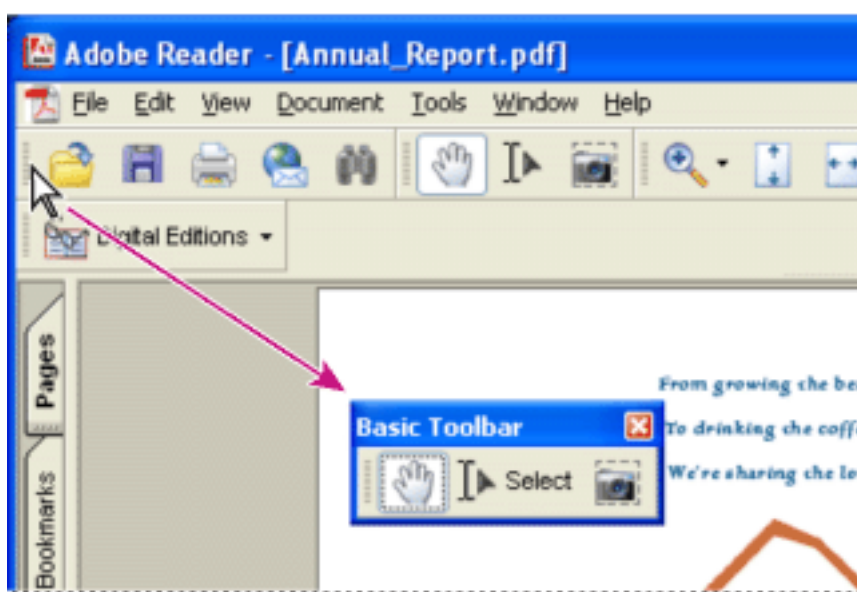 Adobe Reader - [Annual_Report.pdf]
File Edit View Document Tools Window Help
Digital Editions
Pages
Bookmarks
From growing the be
To drinking the coff
We're sharing the lo
Basic Toolbar
Select